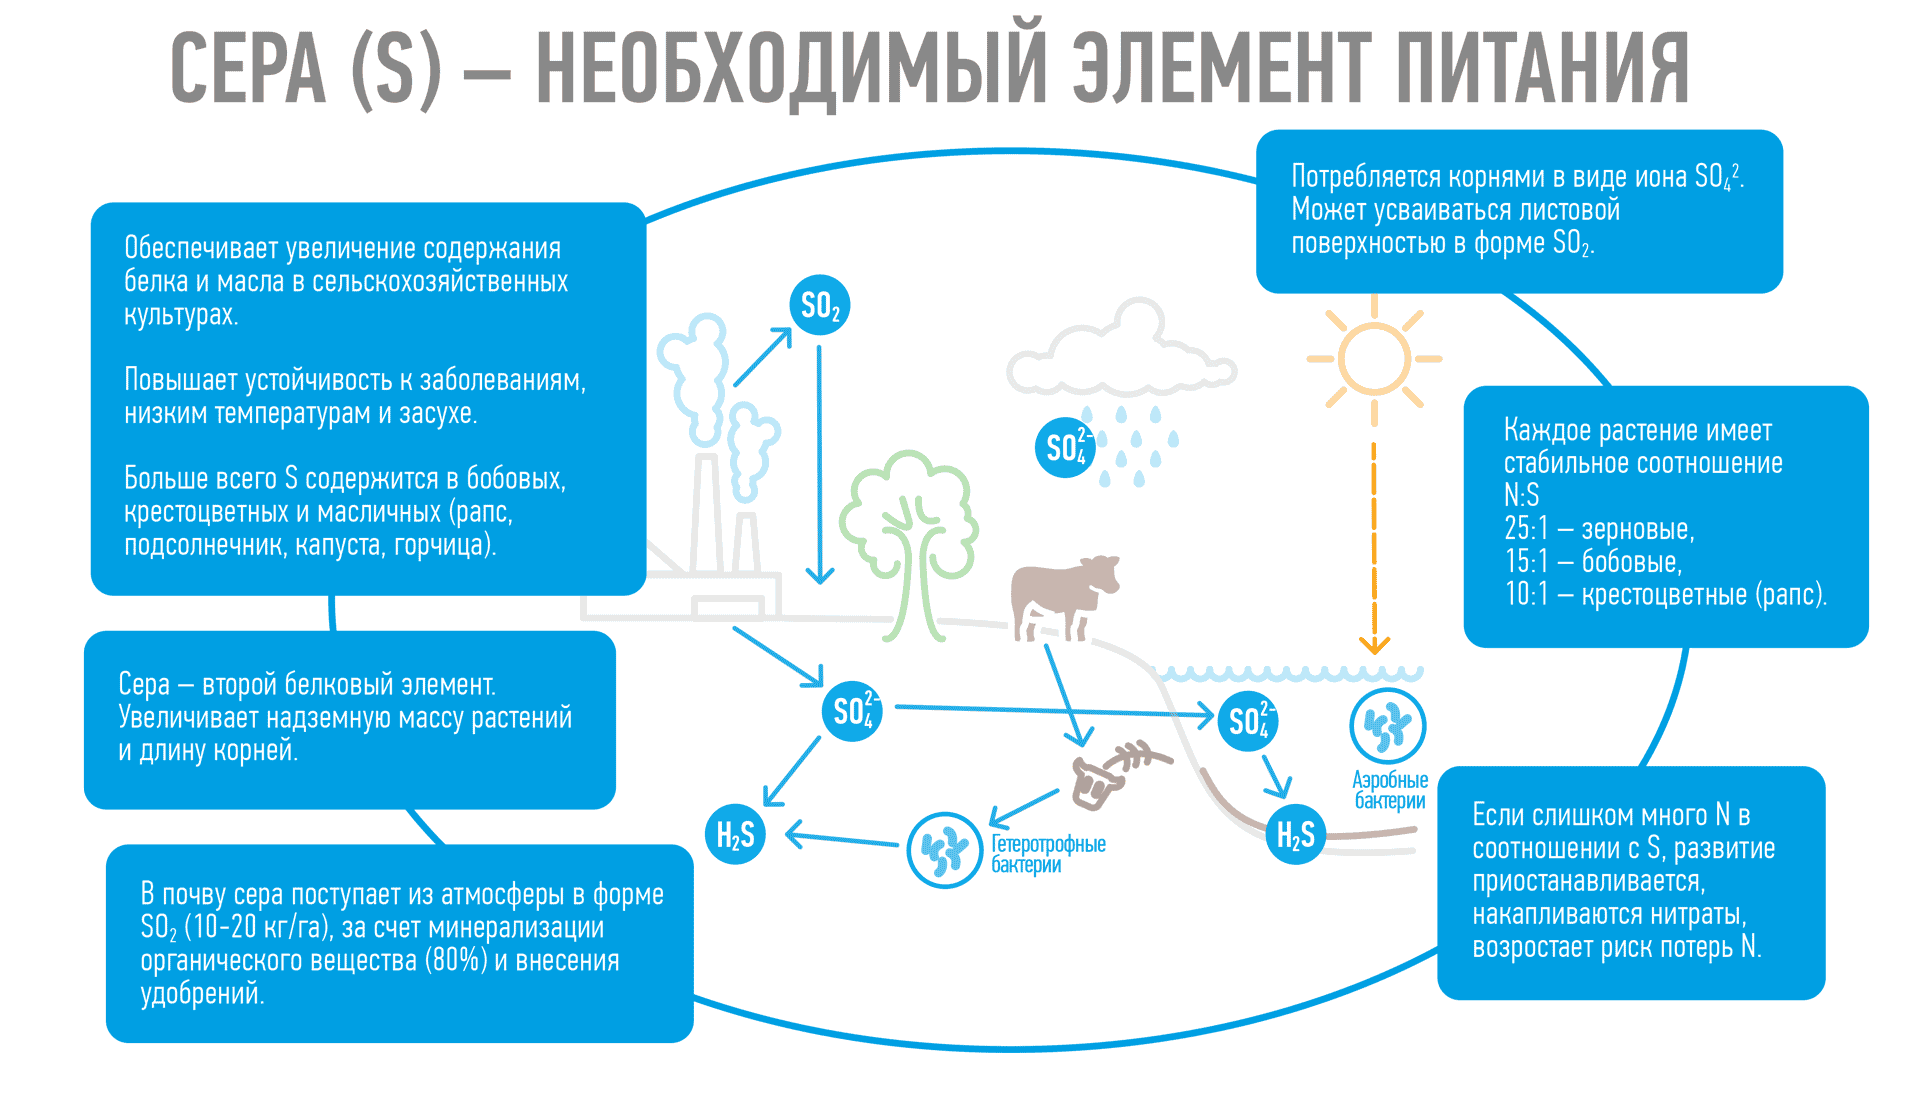 СЕРА (S) – НЕОБХОДИМЫЙ ЭЛЕМЕНТ ПИТАНИЯ
Обеспечивает увеличение содержания
белка и масла в сельскохозяйственных
культурах.
Повышает устойчивость к заболеваниям,
низким температурам и засухе.
Больше всего S содержится в бобовых,
крестоцветных и масличных (рапс,
подсолнечник, капуста, горчица).
Сера – второй белковый элемент.
Увеличивает надземную массу растений
и длину корней.
В почву сера поступает из атмосферы в форме
SO₂ (10-20 кг/га), за счет минерализации
органического вещества (80%) и внесения
удобрений.
SO₂
SO₄²⁻
SO₄²⁻
SO₄²⁻
H₂S
H₂S
Гетеротрофные
бактерии
Аэробные
бактерии
Потребляется корнями в виде иона SO₄².
Может усваиваться листовой
поверхностью в форме SO₂.
Каждое растение имеет
стабильное соотношение
N:S
25:1 – зерновые,
15:1 – бобовые,
10:1 – крестоцветные (рапс).
Если слишком много N в
соотношении с S, развитие
приостанавливается,
накапливаются нитраты,
возростает риск потерь N.